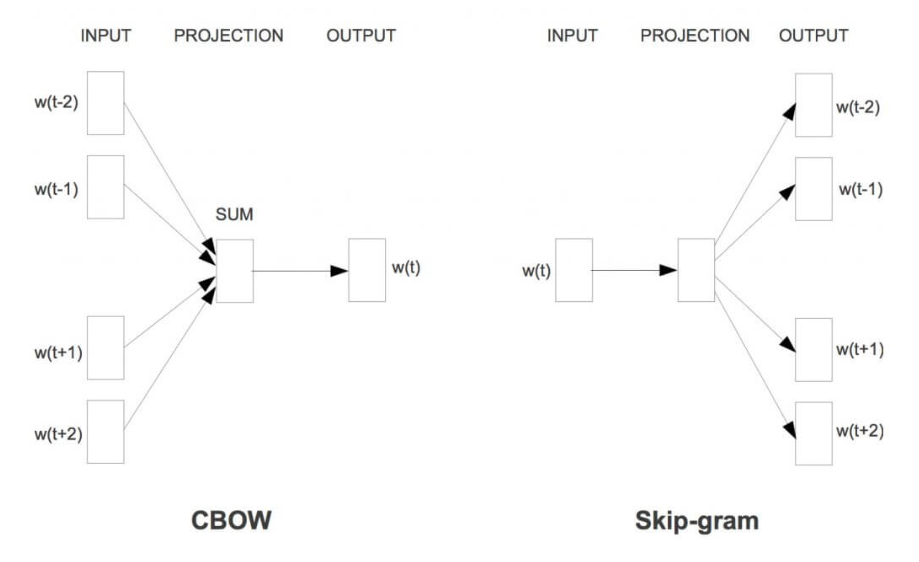 INPUT PROJECTION OUTPUT
w(t-2)
w(t-1)
SUM
w(t)
w(t+1)
w(t+2)
CBOW
INPUT PROJECTION OUTPUT
w(t-2)
w(t-1)
w(t)
w(t+1)
w(t+2)
Skip-gram